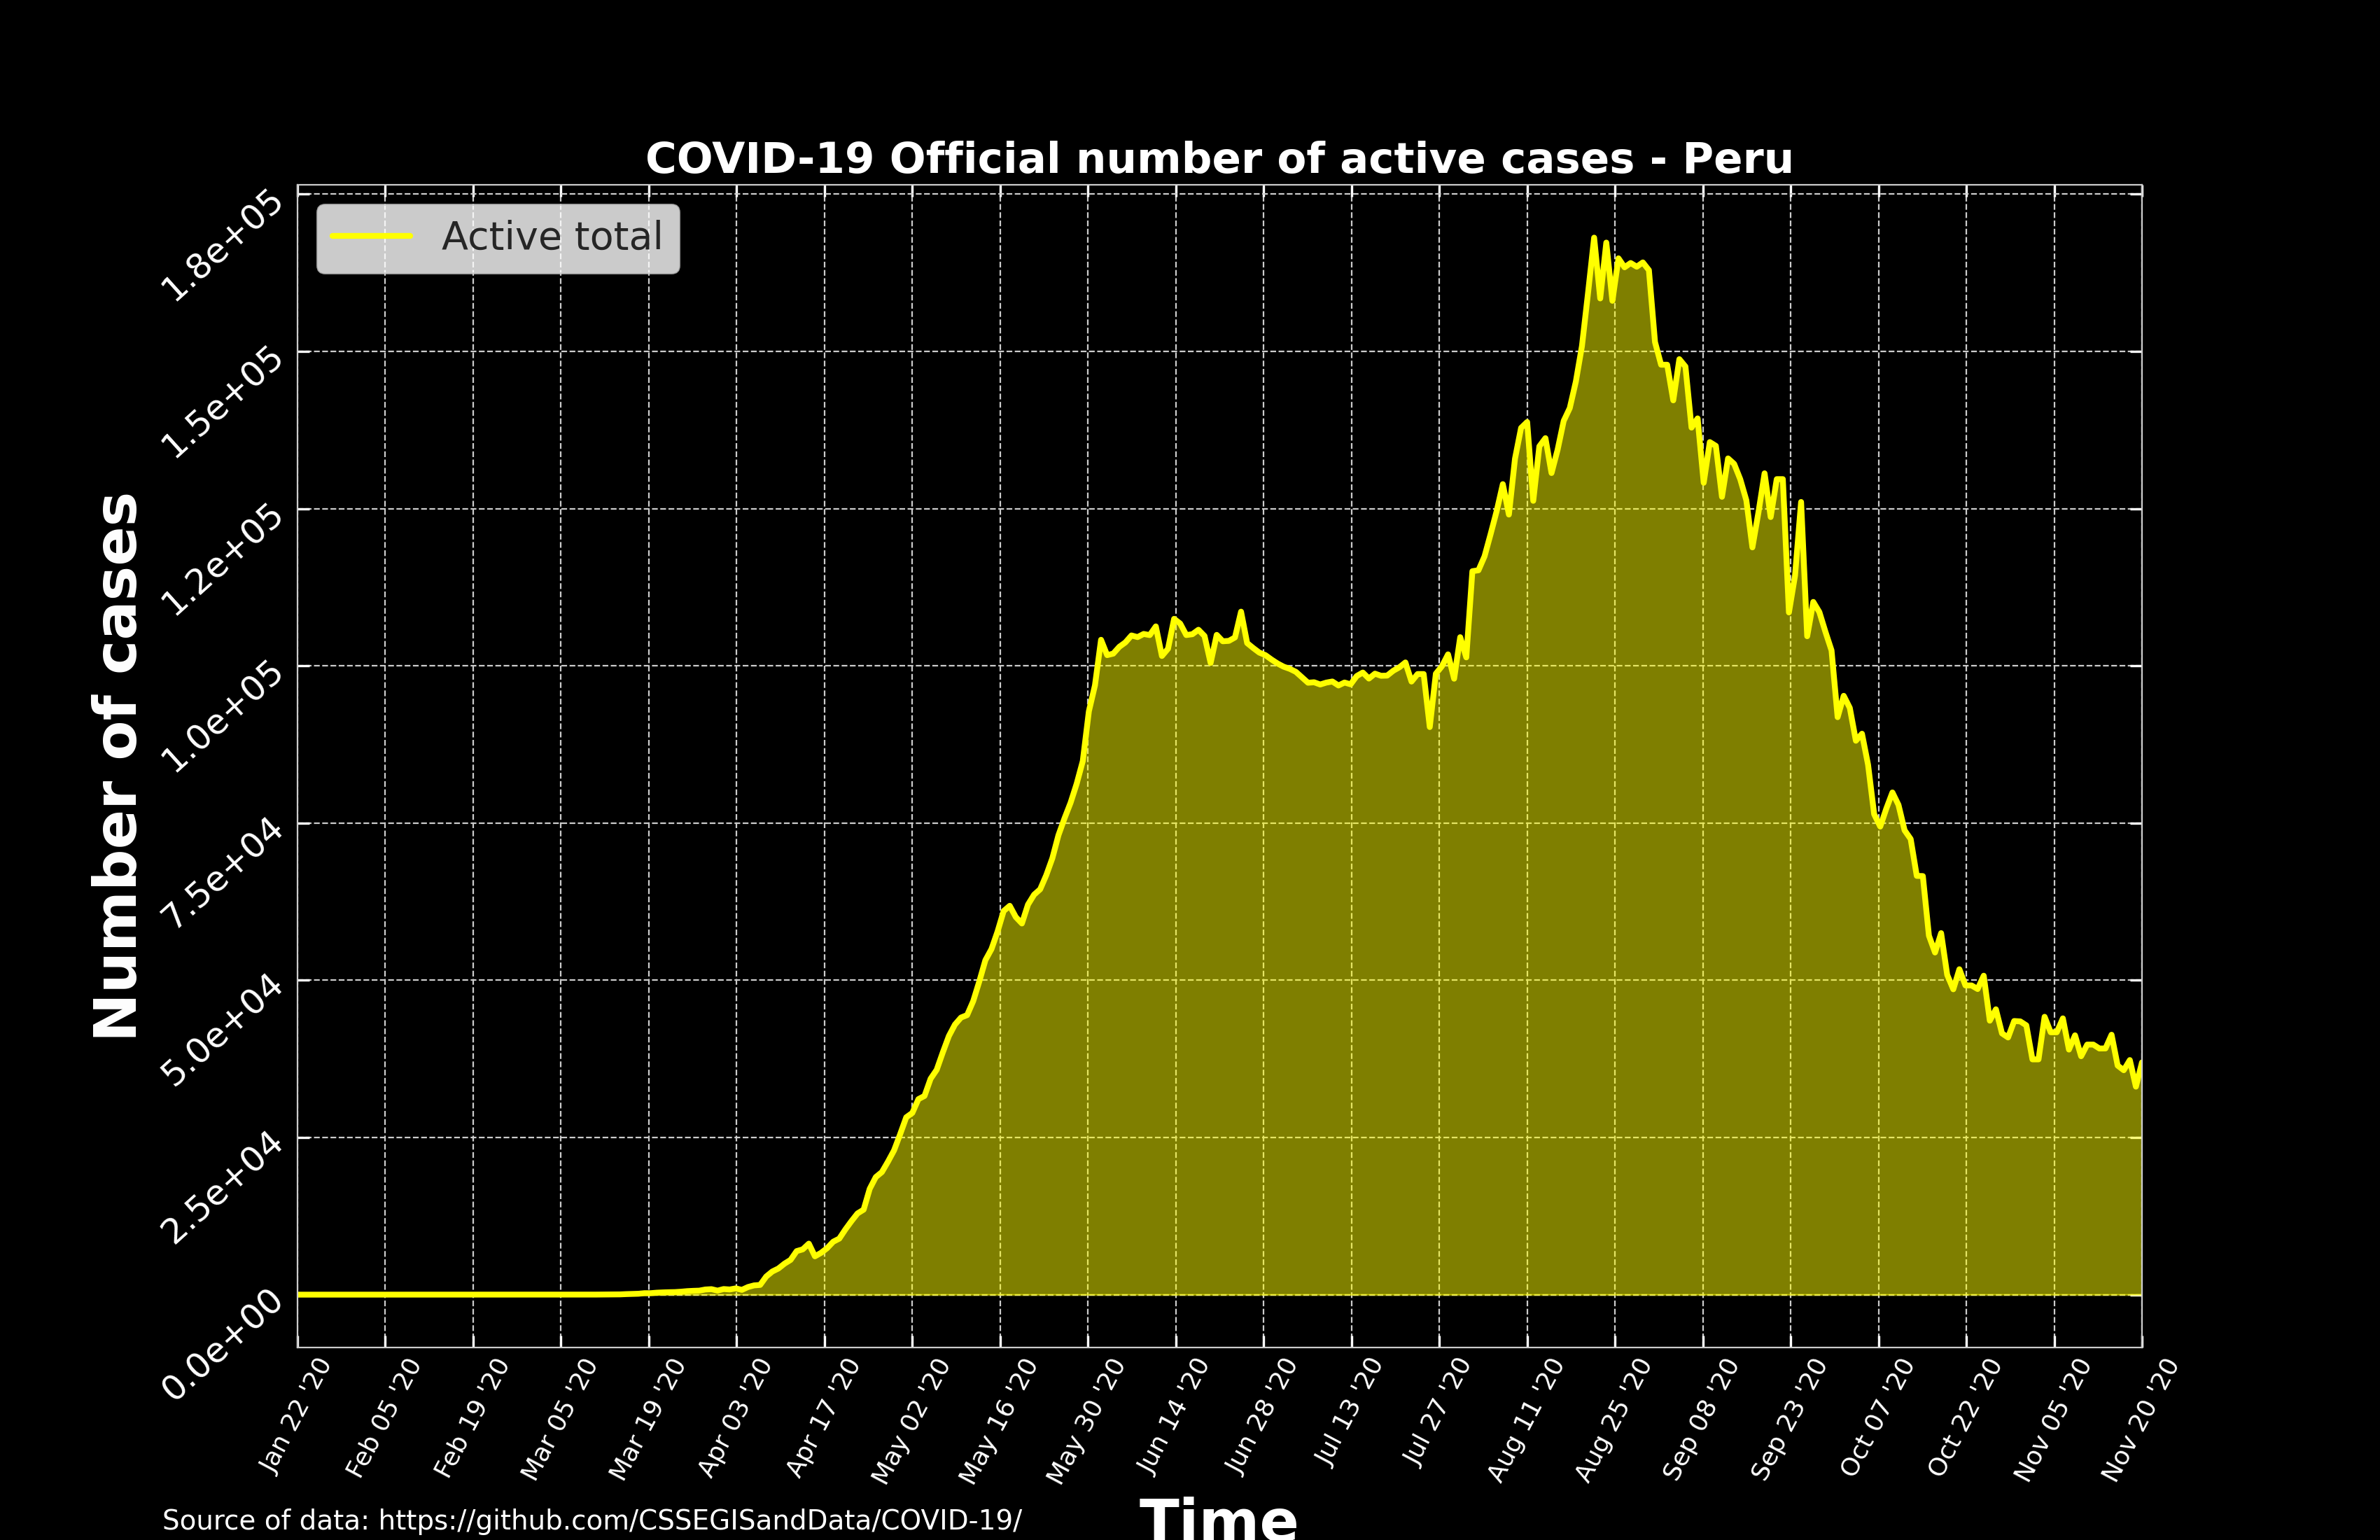 COVID-19 Official number of active cases - Peru
Active total
Number of cases
1.8e+05
1.5e+05
1.2e+05
1.0e+05
7.5e+04
5.0e+04
2.5e+04
0.0e+00
Jan 22 '20
Feb 05 '20
Feb 19 '20
Mar 05 '20
Mar 19 '20
Apr 03 '20
Apr 17 '20
May 02 '20
May 16 '20
May 30 '20
Jun 14 '20
Jun 28 '20
Jul 13 '20
Jul 27 '20
Aug 11 '20
Aug 25 '20
Sep 08 '20
Sep 23 '20
Oct 07 '20
Oct 22 '20
Nov 05 '20
Nov 20 '20
Time
Source of data: https://github.com/CSSEGISandData/COVID-19/